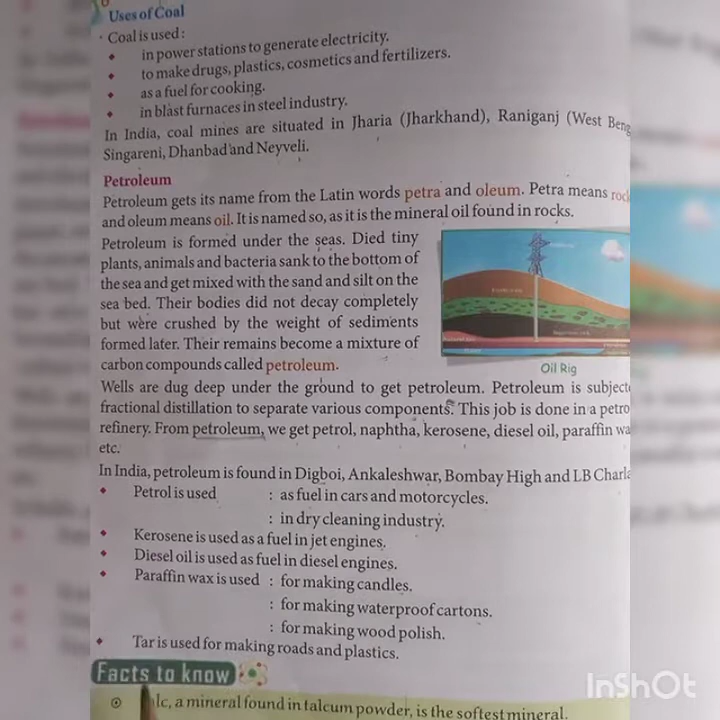 Uses of Coal
Coal is used :
in power stations to generate electricity.
to make drugs, plastics, cosmetics and fertilizers.
as a fuel for cooking.
in blast furnaces in steel industry.
In India, coal mines are situated in Jharia (Jharkhand), Raniganj (West Beng
Singareni, Dhanbad and Neyveli.
Petroleum
Petroleum gets its name from the Latin words petra and oleum. Petra means rock
and oleum means oil. It is named so, as it is the mineral oil found in rocks.
Petroleum is formed under the seas. Died tiny
plants, animals and bacteria sank to the bottom of
the sea and get mixed with the sand and silt on the
sea bed. Their bodies did not decay completely
but were crushed by the weight of sediments
formed later. Their remains become a mixture of
carbon compounds called petroleum.
Oil Rig
Wells are dug deep under the ground to get petroleum. Petroleum is subjecte
fractional distillation to separate various components. This job is done in a petro
refinery. From petroleum, we get petrol, naphtha, kerosene, diesel oil, paraffin wa
etc.
In India, petroleum is found in Digboi, Ankaleshwar, Bombay High and LB Charla
Petrol is used : as fuel in cars and motorcycles.
: in dry cleaning industry.
Kerosene is used as a fuel in jet engines.
Diesel oil is used as fuel in diesel engines.
Paraffin wax is used : for making candles.
: for making waterproof cartons.
: for making wood polish.
Tar is used for making roads and plastics.
Facts to know
alc, a mineral found in talcum powder, is the softest mineral.
InShOt